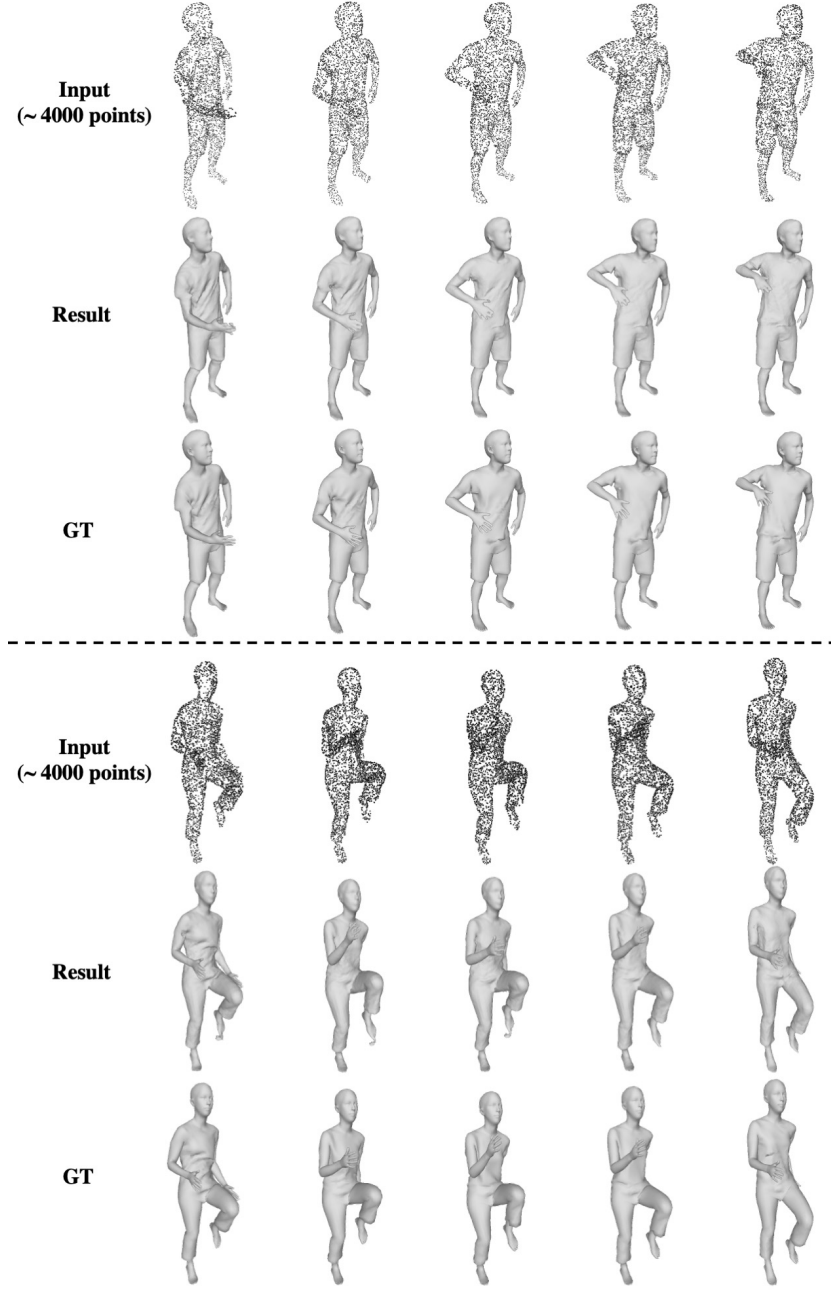 Input
(~ 4000 points)
Result
GT
Input
(~ 4000 points)
Result
GT